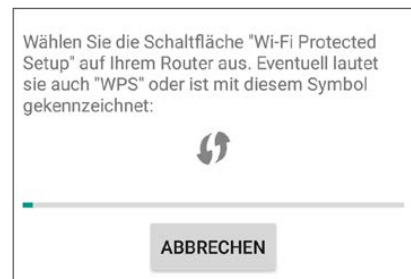 Wählen Sie die Schaltfläche "Wi-Fi Protected
Setup" auf Ihrem Router aus. Eventuell lautet
sie auch "WPS" oder ist mit diesem Symbol
gekennzeichnet:
ABBRECHEN